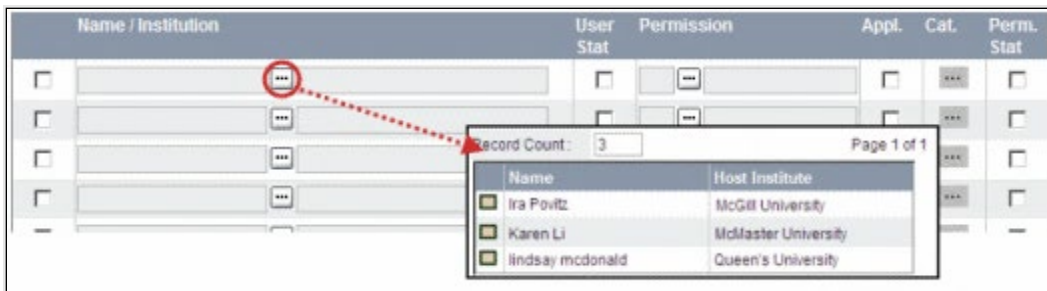 Name / Institution User Stat Permission Appl. Cat. Perm. Stat
Record Count: 3 Page 1 of 1
Name Host Institute
Ira Povitz McGill University
Karen Li McMaster University
lindsay mcdonald Queen's University